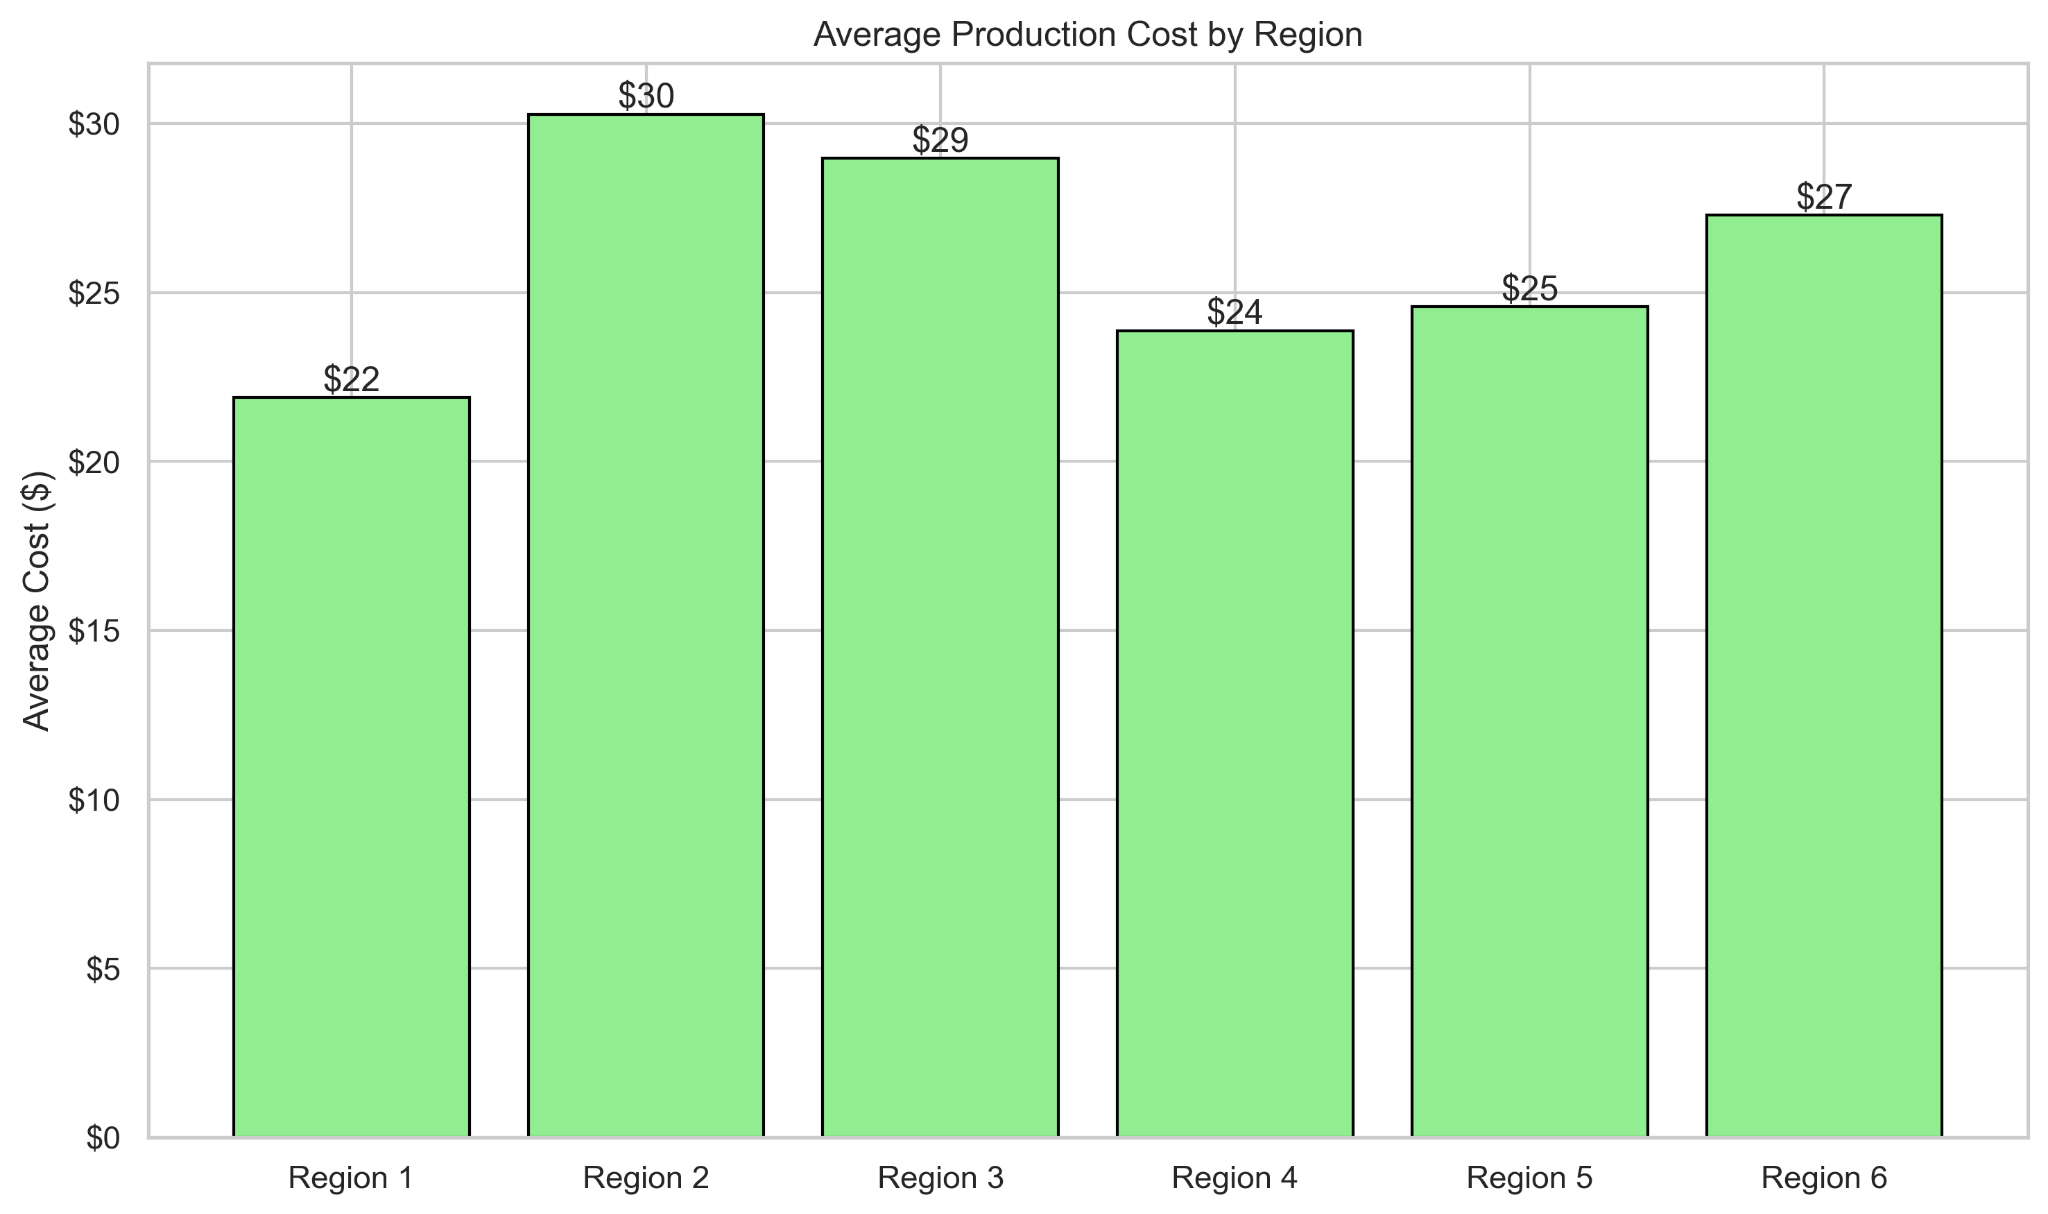 Average Production Cost by Region
Average Cost ($)
$30
$25
$20
$15
$10
$5
$0
$22
$30
$29
$24
$25
$27
Region 1
Region 2
Region 3
Region 4
Region 5
Region 6